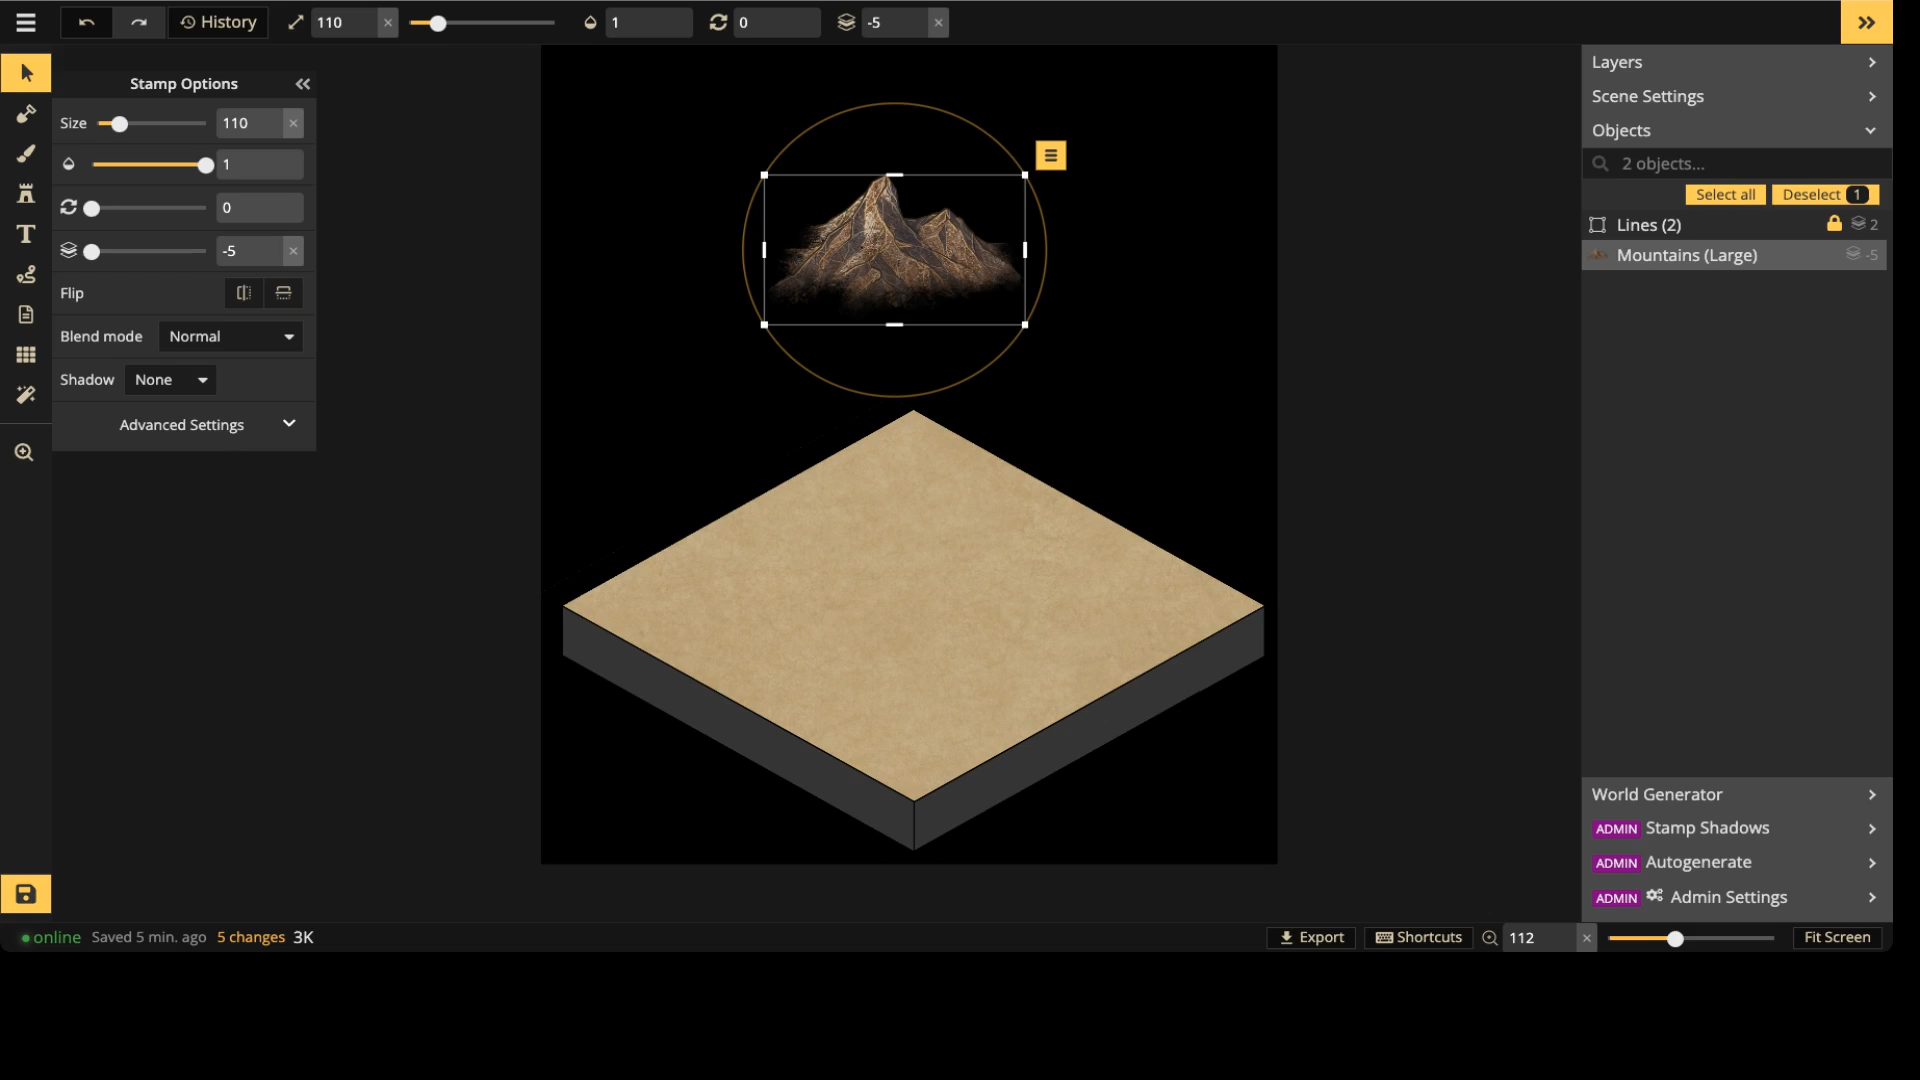 History
110
×
1
0
-5
×
Stamp Options
Size
110
×
1
0
-5
×
Flip
Blend mode
Normal
Shadow
None
Advanced Settings
Layers
Scene Settings
Objects
2 objects...
Select all
Deselect 1
Lines (2)
2
Mountains (Large)
-5
World Generator
ADMIN Stamp Shadows
ADMIN Autogenerate
ADMIN Admin Settings
online Saved 5 min. ago 5 changes 3K
Export
Shortcuts
112
×
Fit Screen